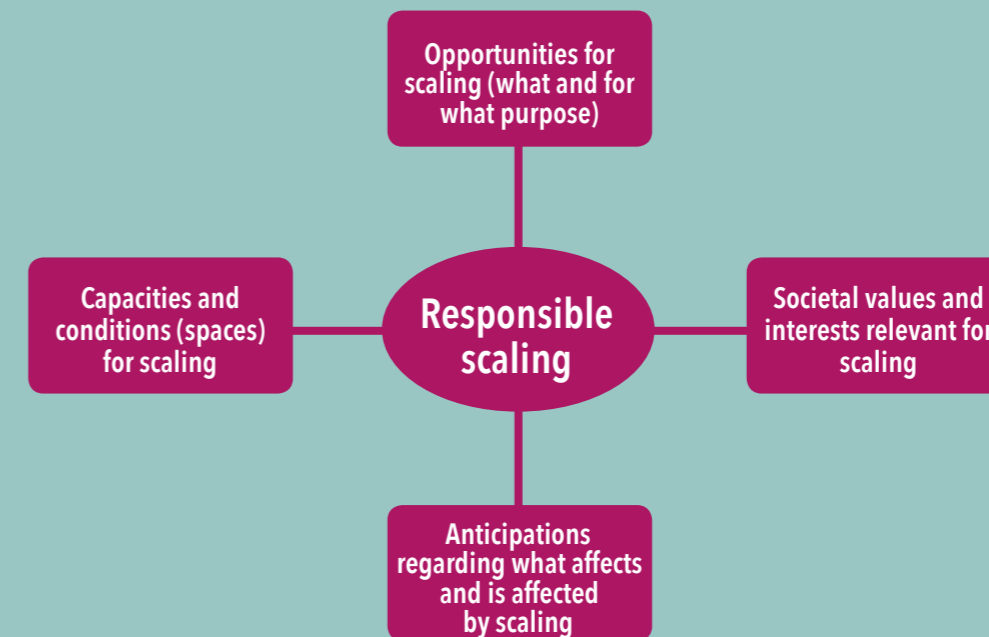 Opportunities for
scaling (what and for
what purpose)
Capacities and
conditions (spaces)
for scaling
Responsible
scaling
Societal values and
interests relevant for
scaling
Anticipations
regarding what affects
and is affected
by scaling